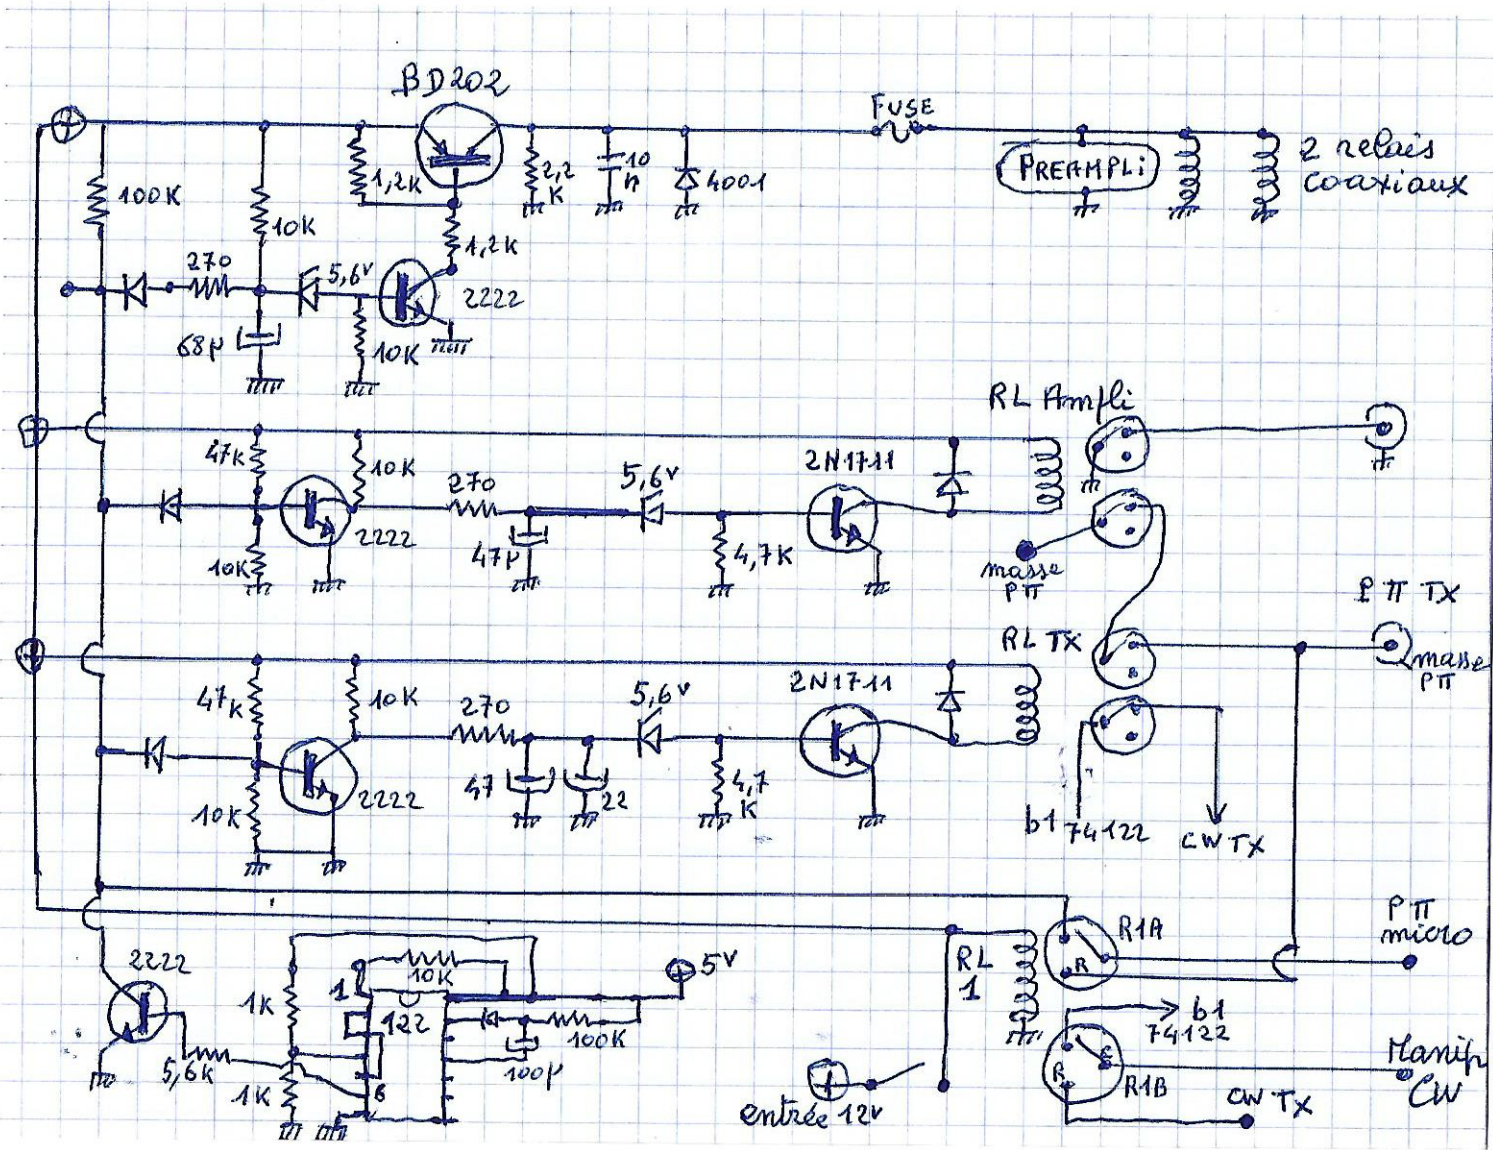 BD202
FUSE
100K
10K
1,2K
2,2
K
10
n
4001
PREAMPLi
2 relais
coaxiaux
270
5,6V
1,2K
2222
68µ
10K
RL Ampli
47K
10K
270
5,6V
2N1711
10K
2222
47µ
4,7K
masse
PTT
PTT TX
RL TX
masse
PTT
47K
10K
270
5,6V
2N1711
10K
2222
47
22
4,7
K
b1 74122
CW TX
2222
10K
5V
RL
1
R1A
R
PTT
micro
1K
1
122
100K
b1
74122
5,6K
1K
6
100µ
entrée 12V
R
R1B
Manip
CW
CW TX